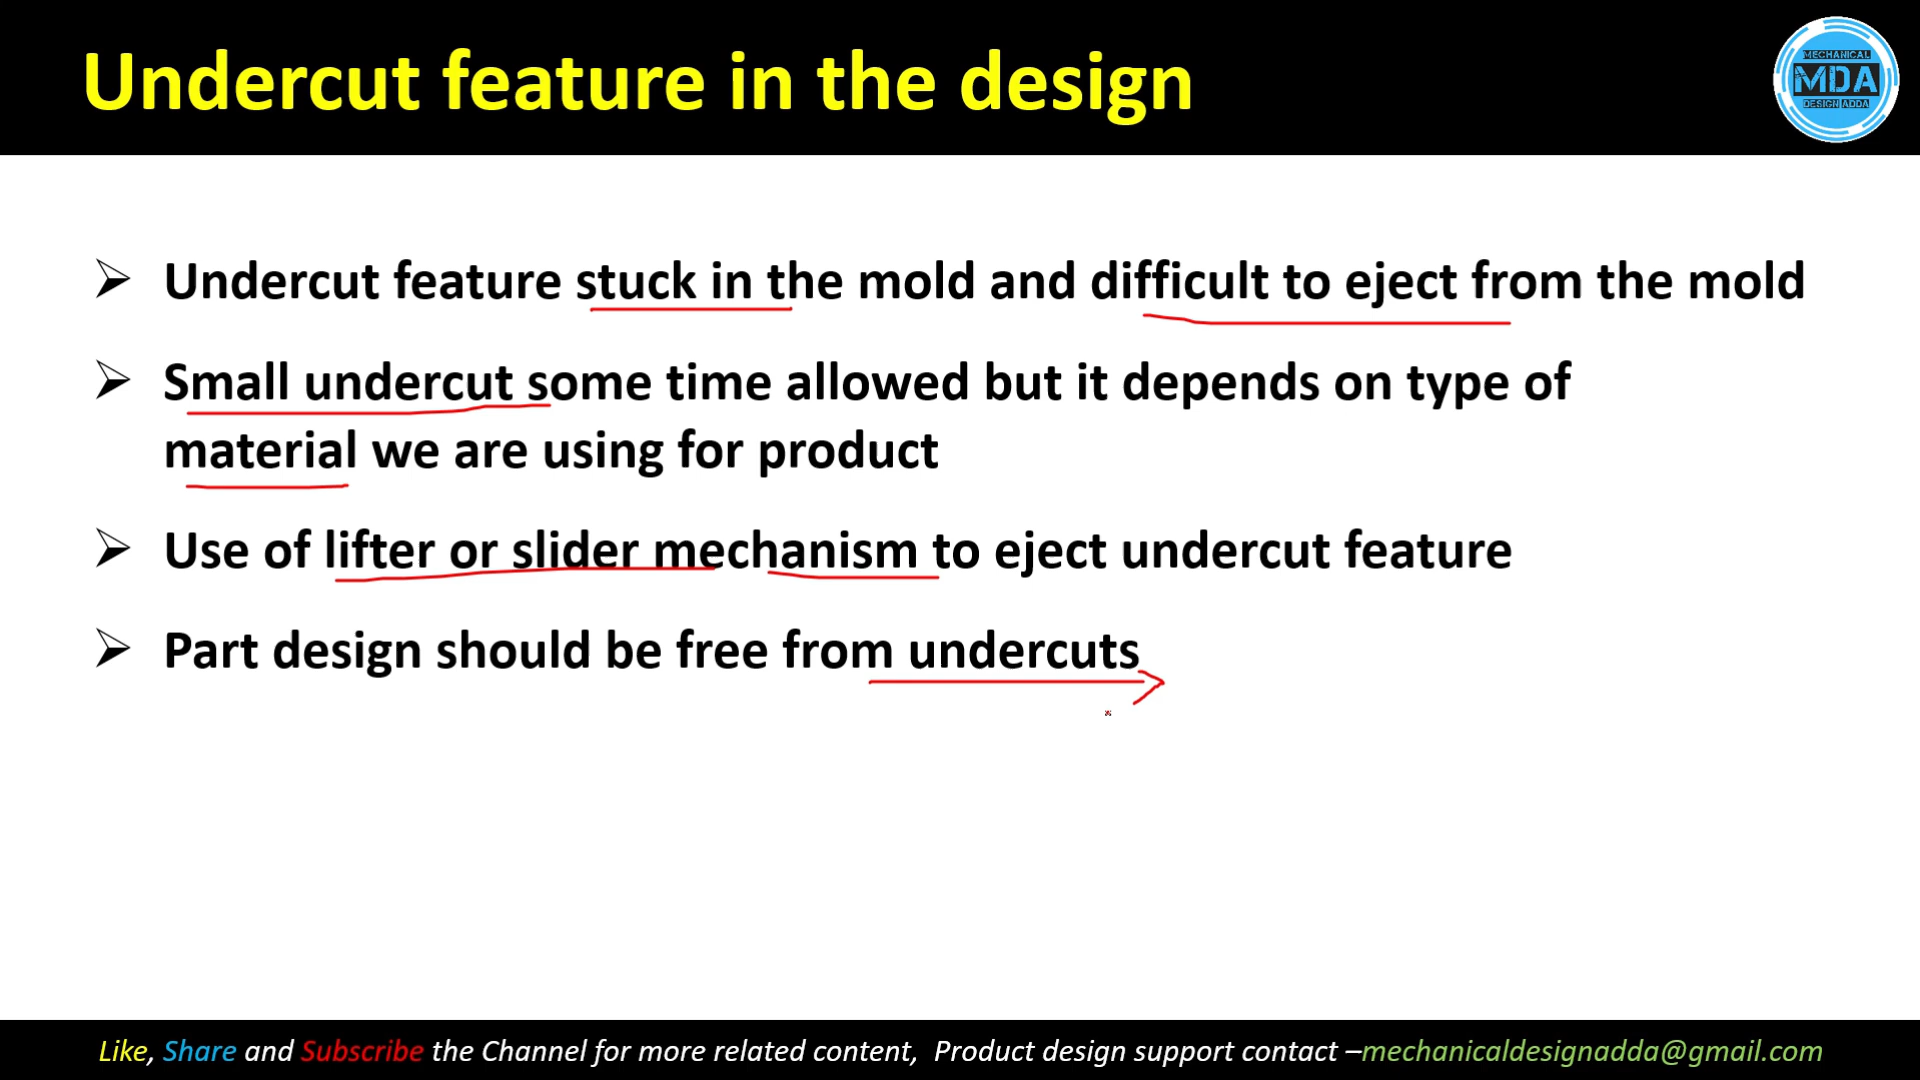 Undercut feature in the design
MECHANICAL
MDA
DESIGN ADDA
Undercut feature stuck in the mold and difficult to eject from the mold
Small undercut some time allowed but it depends on type of
material we are using for product
Use of lifter or slider mechanism to eject undercut feature
Part design should be free from undercuts
Like, Share and Subscribe the Channel for more related content, Product design support contact –mechanicaldesignadda@gmail.com